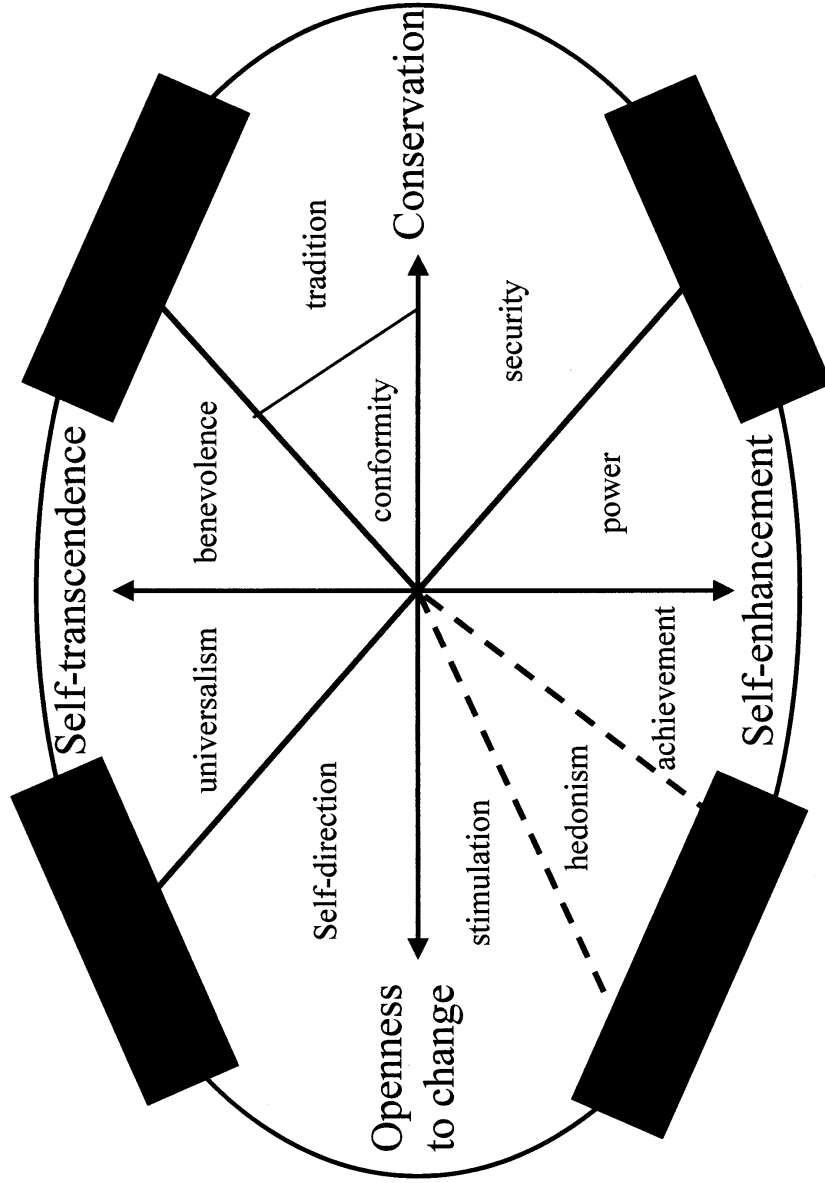 Openness
to change
Self-transcendence
Conservation
Self-enhancement
universalism
benevolence
Self-direction
tradition
conformity
stimulation
security
hedonism
power
achievement